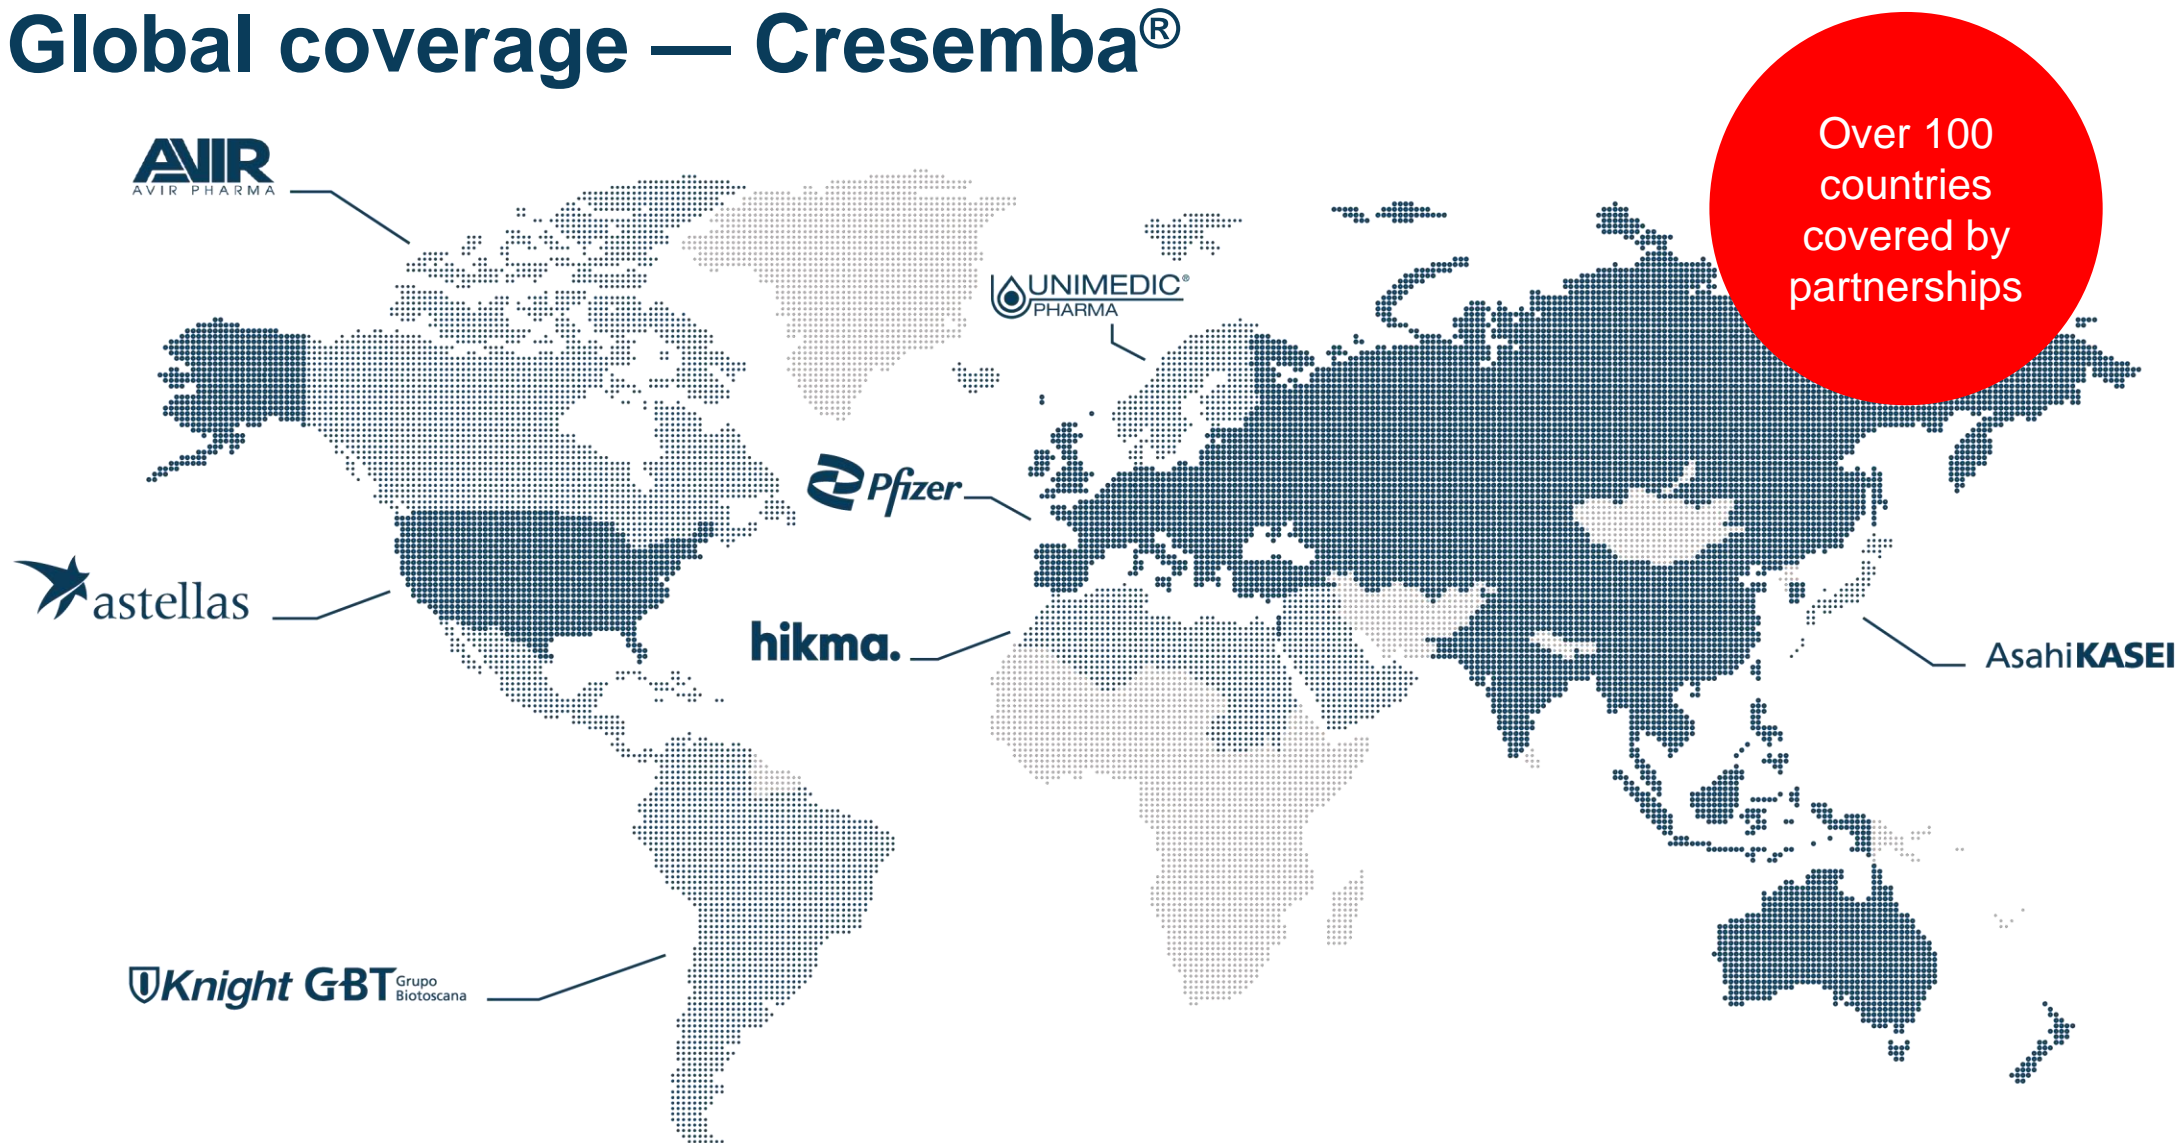 Global coverage — Cresemba®
Over 100
countries
covered by
partnerships
AVIR
AVIR PHARMA
UNIMEDIC®
PHARMA
Pfizer
astellas
hikma.
AsahiKASEI
Knight GBT Grupo
Biotoscana